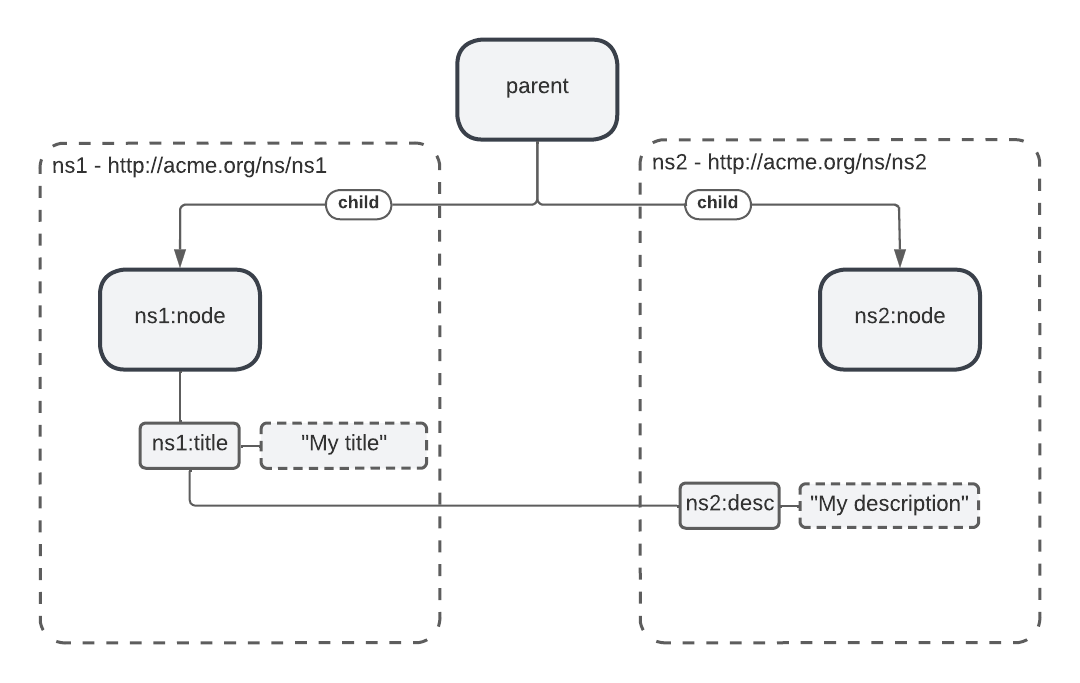 parent
ns1 - http://acme.org/ns/ns1
ns2 - http://acme.org/ns/ns2
child
child
ns1:node
ns2:node
ns1:title
"My title"
ns2:desc
"My description"